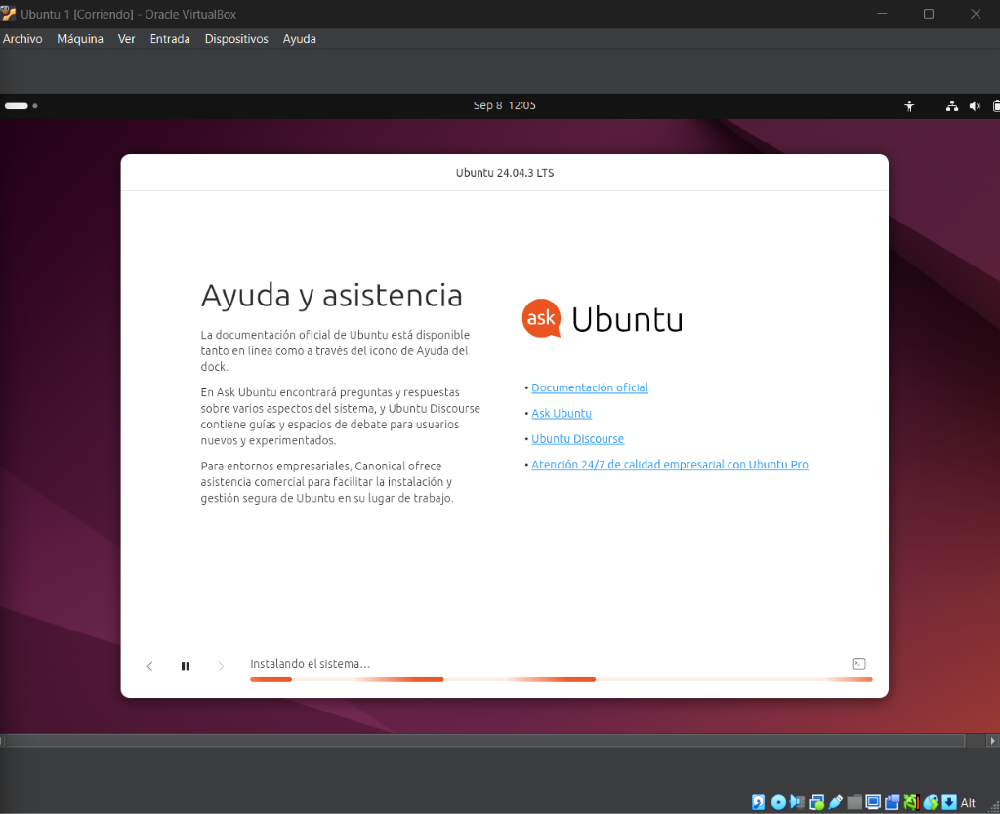 Ubuntu 1 [Corriendo] - Oracle VirtualBox
Archivo Máquina Ver Entrada Dispositivos Ayuda
Sep 8 12:05
Ubuntu 24.04.3 LTS
Ayuda y asistencia
La documentación oficial de Ubuntu está disponible
tanto en línea como a través del icono de Ayuda del
dock.
En Ask Ubuntu encontrará preguntas y respuestas
sobre varios aspectos del sistema, y Ubuntu Discourse
contiene guías y espacios de debate para usuarios
nuevos y experimentados.
Para entornos empresariales, Canonical ofrece
asistencia comercial para facilitar la instalación y
gestión segura de Ubuntu en su lugar de trabajo.
ask Ubuntu
• Documentación oficial
• Ask Ubuntu
• Ubuntu Discourse
• Atención 24/7 de calidad empresarial con Ubuntu Pro
Instalando el sistema...
Alt